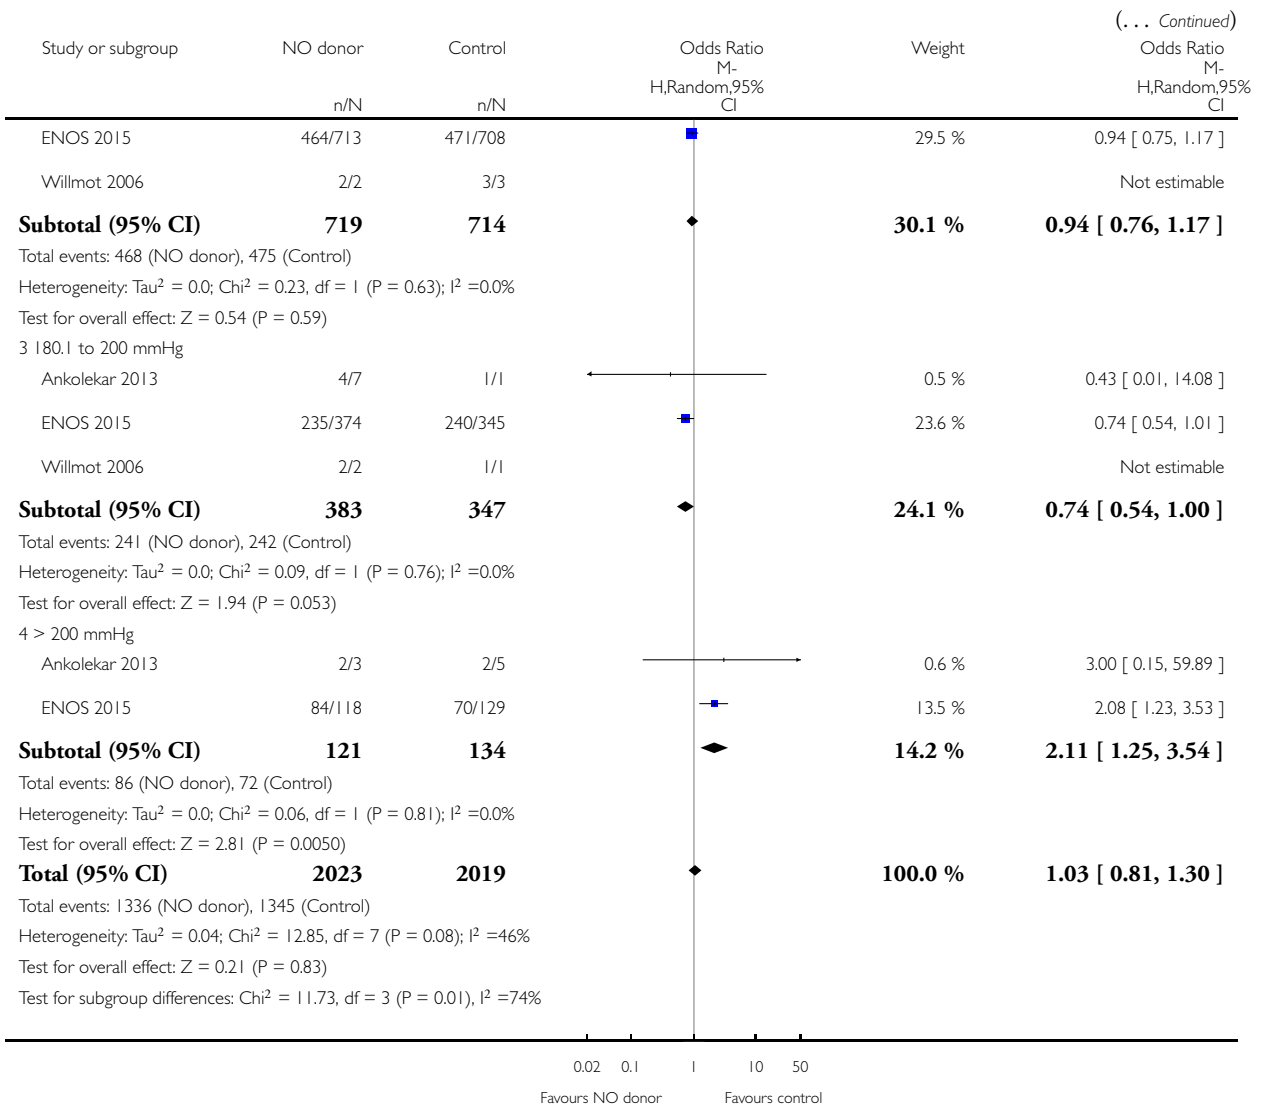 (... Continued)
Study or subgroup NO donor Control Odds Ratio Weight Odds Ratio
M- M-
H,Random,95% H,Random,95%
n/N n/N CI CI
ENOS 2015 464/713 471/708 29.5 % 0.94 [ 0.75, 1.17 ]
Willmot 2006 2/2 3/3 Not estimable
Subtotal (95% CI) 719 714 30.1 % 0.94 [ 0.76, 1.17 ]
Total events: 468 (NO donor), 475 (Control)
Heterogeneity: Tau² = 0.0; Chi² = 0.23, df = 1 (P = 0.63); I² =0.0%
Test for overall effect: Z = 0.54 (P = 0.59)
3 180.1 to 200 mmHg
Ankolekar 2013 4/7 1/1 0.5 % 0.43 [ 0.01, 14.08 ]
ENOS 2015 235/374 240/345 23.6 % 0.74 [ 0.54, 1.01 ]
Willmot 2006 2/2 1/1 Not estimable
Subtotal (95% CI) 383 347 24.1 % 0.74 [ 0.54, 1.00 ]
Total events: 241 (NO donor), 242 (Control)
Heterogeneity: Tau² = 0.0; Chi² = 0.09, df = 1 (P = 0.76); I² =0.0%
Test for overall effect: Z = 1.94 (P = 0.053)
4 > 200 mmHg
Ankolekar 2013 2/3 2/5 0.6 % 3.00 [ 0.15, 59.89 ]
ENOS 2015 84/118 70/129 13.5 % 2.08 [ 1.23, 3.53 ]
Subtotal (95% CI) 121 134 14.2 % 2.11 [ 1.25, 3.54 ]
Total events: 86 (NO donor), 72 (Control)
Heterogeneity: Tau² = 0.0; Chi² = 0.06, df = 1 (P = 0.81); I² =0.0%
Test for overall effect: Z = 2.81 (P = 0.0050)
Total (95% CI) 2023 2019 100.0 % 1.03 [ 0.81, 1.30 ]
Total events: 1336 (NO donor), 1345 (Control)
Heterogeneity: Tau² = 0.04; Chi² = 12.85, df = 7 (P = 0.08); I² =46%
Test for overall effect: Z = 0.21 (P = 0.83)
Test for subgroup differences: Chi² = 11.73, df = 3 (P = 0.01), I² =74%
0.02 0.1 1 10 50
Favours NO donor Favours control